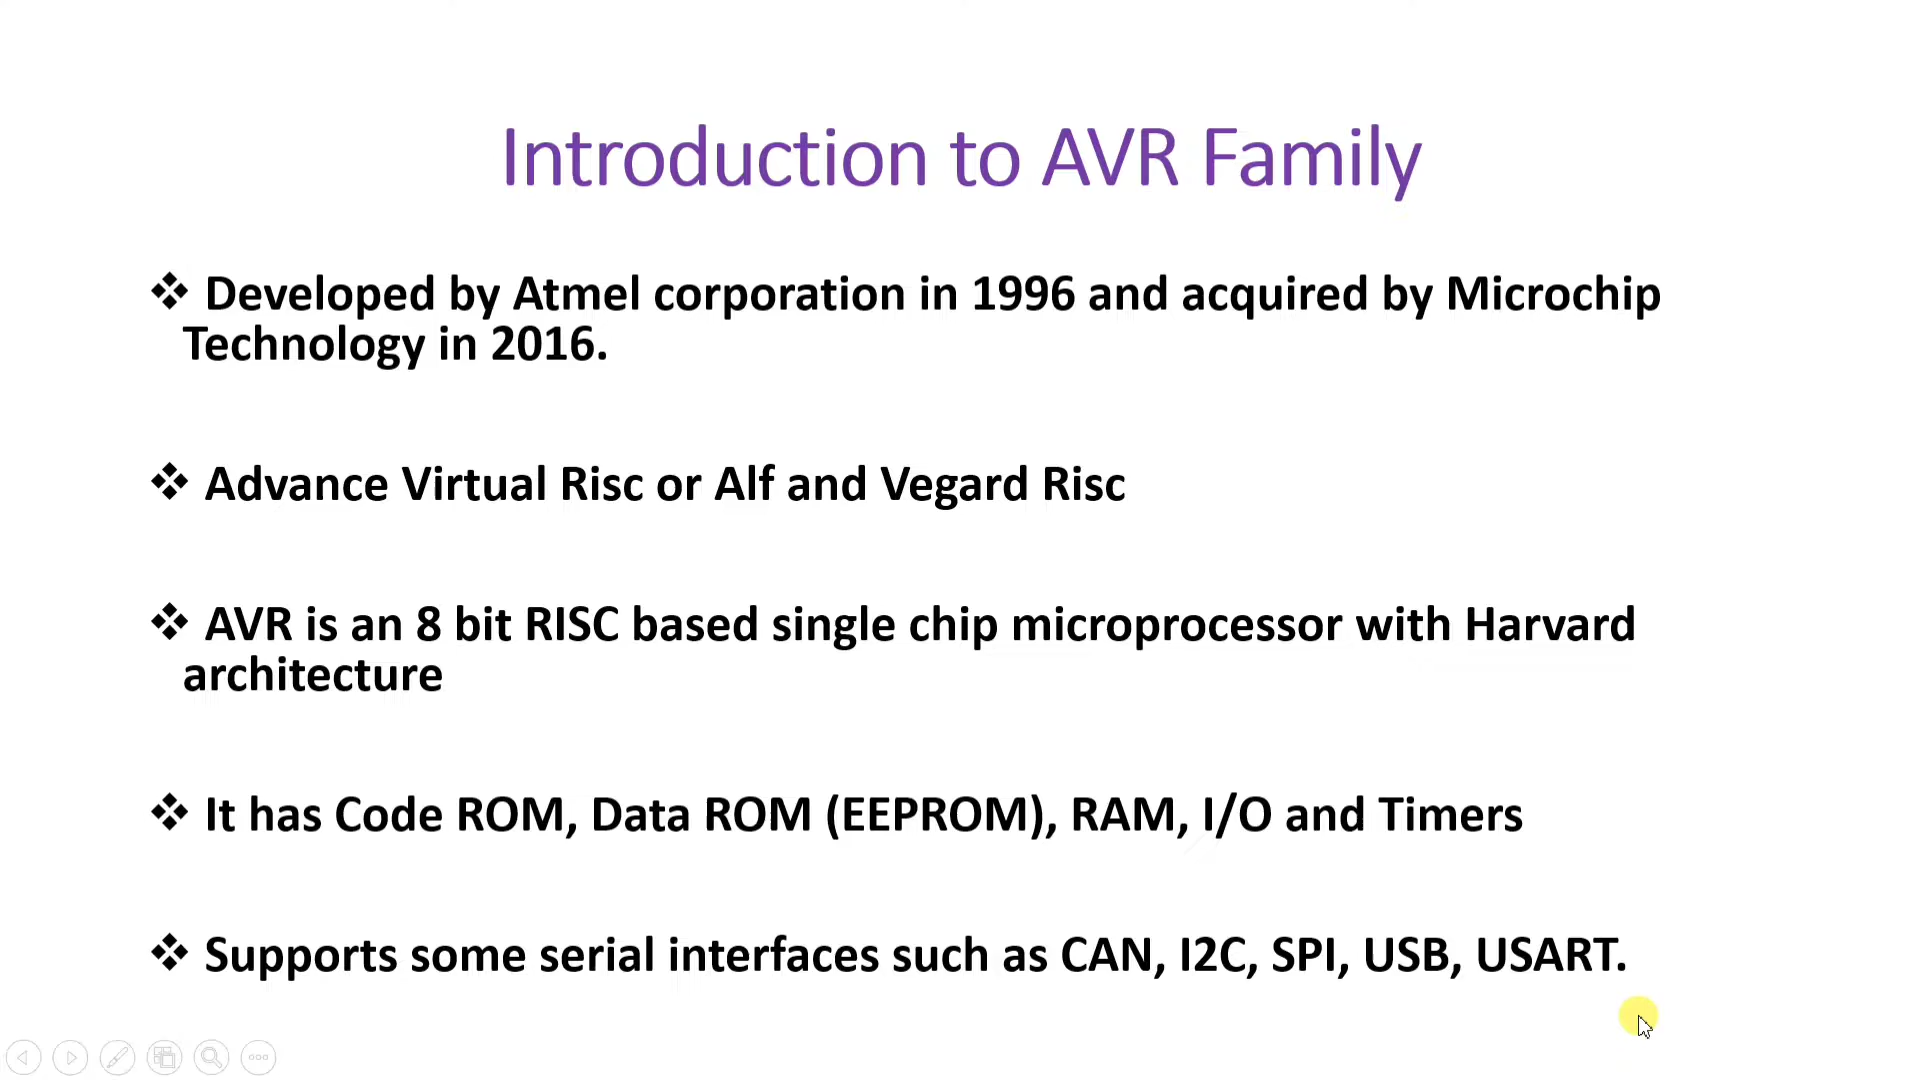 Introduction to AVR Family
❖ Developed by Atmel corporation in 1996 and acquired by Microchip
Technology in 2016.
❖ Advance Virtual Risc or Alf and Vegard Risc
❖ AVR is an 8 bit RISC based single chip microprocessor with Harvard
architecture
❖ It has Code ROM, Data ROM (EEPROM), RAM, I/O and Timers
❖ Supports some serial interfaces such as CAN, I2C, SPI, USB, USART.